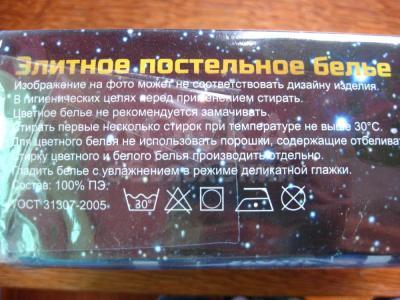 Элитное постельное белье
Изображение на фото может не соответствовать дизайну изделия.
В гигиенических целях перед применением стирать.
Цветное белье не рекомендуется замачивать.
Стирать первые несколько стирок при температуре не выше 30°С.
Для цветного белья не использовать порошки, содержащие отбелива
Стирку цветного и белого белья производить отдельно.
Гладить белье с увлажнением в режиме деликатной глажки.
Состав: 100% ПЭ.
ГОСТ 31307-2005
30°